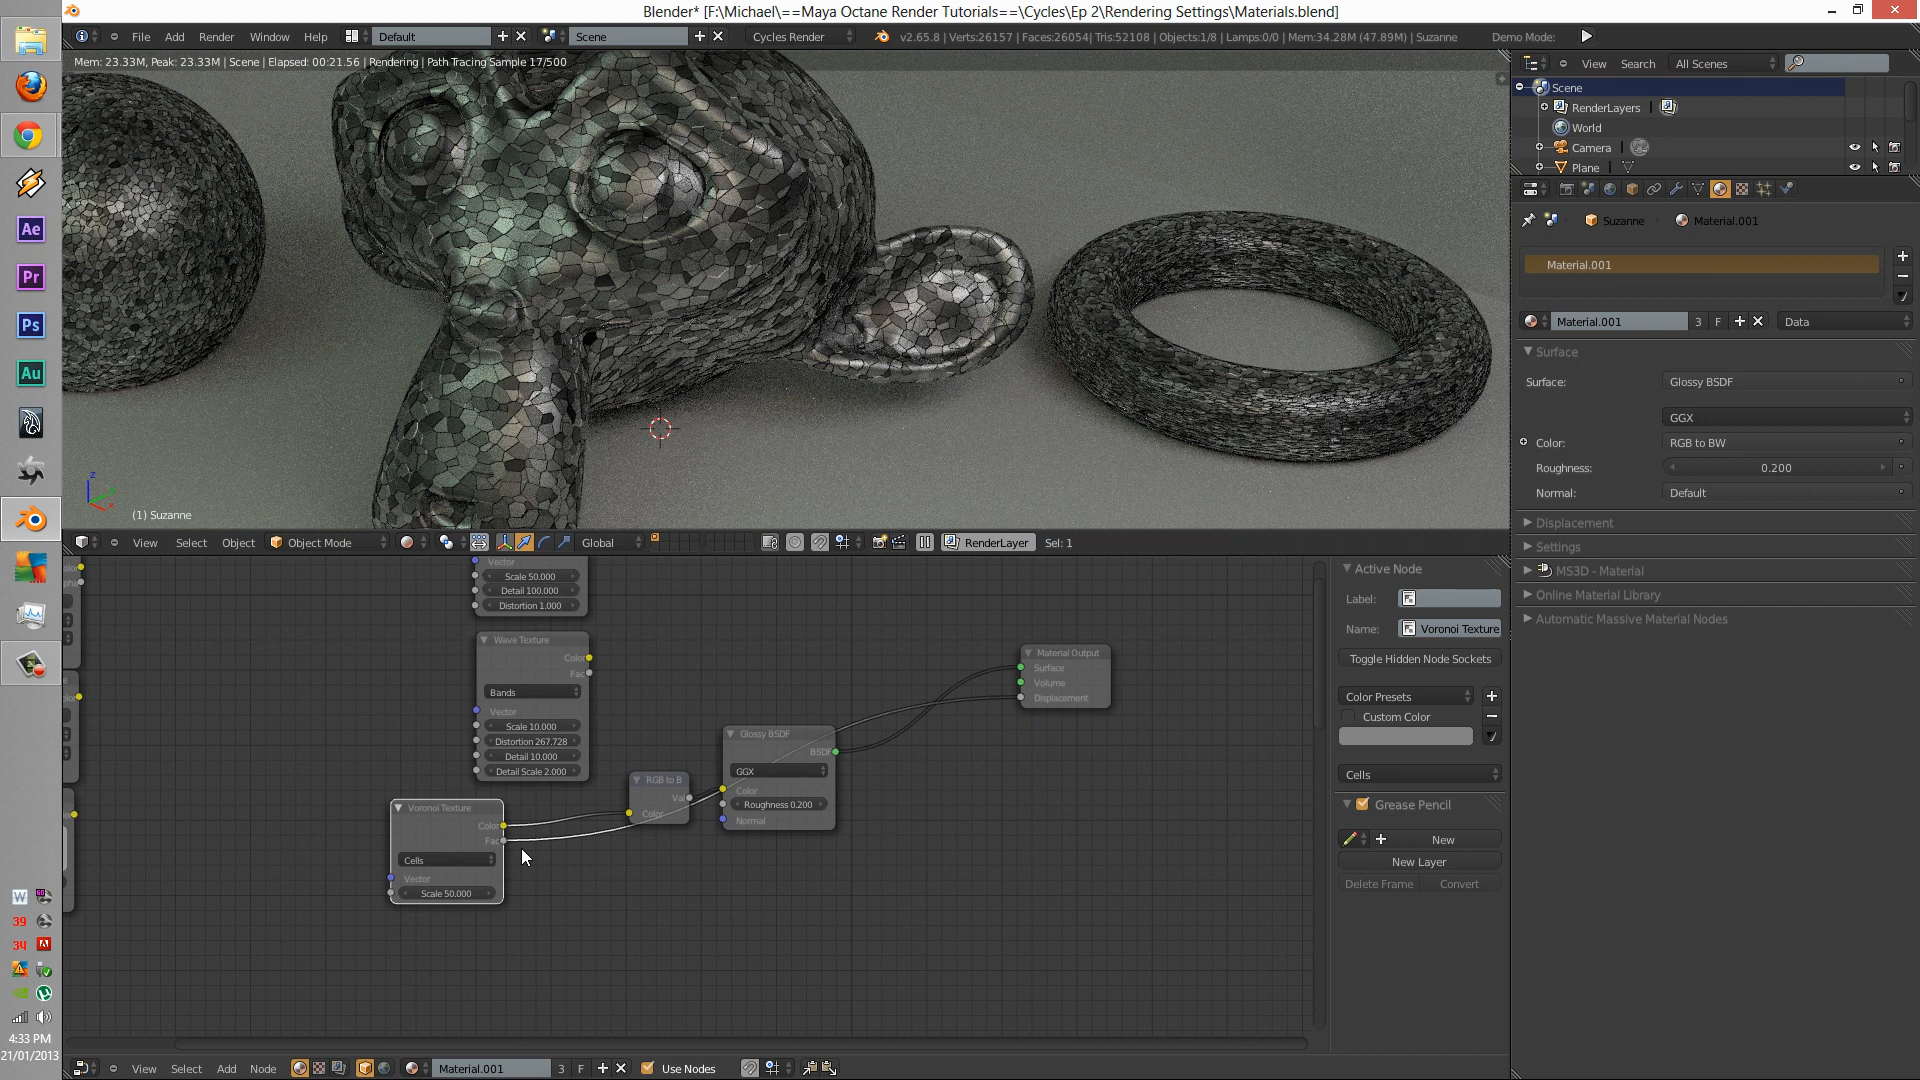 Blender* [F:\Michael\==Maya Octane Render Tutorials==\Cycles\Ep 2\Rendering Settings\Materials.blend]
File Add Render Window Help Default Scene Cycles Render v2.65.8 | Verts:26157 | Faces:26054| Tris:52108 | Objects:1/8 | Lamps:0/0 | Mem:34.28M (47.89M) | Suzanne Demo Mode:
Mem: 23.33M, Peak: 23.33M | Scene | Elapsed: 00:21.56 | Rendering | Path Tracing Sample 17/500
View Search All Scenes
Scene
RenderLayers
World
Camera
Plane
Suzanne Material.001
Material.001
Material.001 3 F Data
Surface
Surface: Glossy BSDF
GGX
Color: RGB to BW
Roughness: 0.200
Normal: Default
Displacement
Settings
MS3D - Material
Online Material Library
Automatic Massive Material Nodes
Ae
Pr
Ps
Au
z
(1) Suzanne
View Select Object Object Mode Global RenderLayer Sel: 1
Vector
Scale 50.000
Detail 100.000
Distortion 1.000
Wave Texture
Color
Fac
Bands
Vector
Scale 10.000
Distortion 267.728
Detail 10.000
Detail Scale 2.000
Voronoi Texture
Color
Fac
Cells
Vector
Scale 50.000
RGB to B
Val
Color
Glossy BSDF
BSDF
GGX
Color
Roughness 0.200
Normal
Material Output
Surface
Volume
Displacement
Active Node
Label:
Name: Voronoi Texture
Toggle Hidden Node Sockets
Color Presets
Custom Color
Cells
Grease Pencil
New
New Layer
Delete Frame Convert
39
34
4:33 PM
21/01/2013
View Select Add Node Material.001 3 F Use Nodes